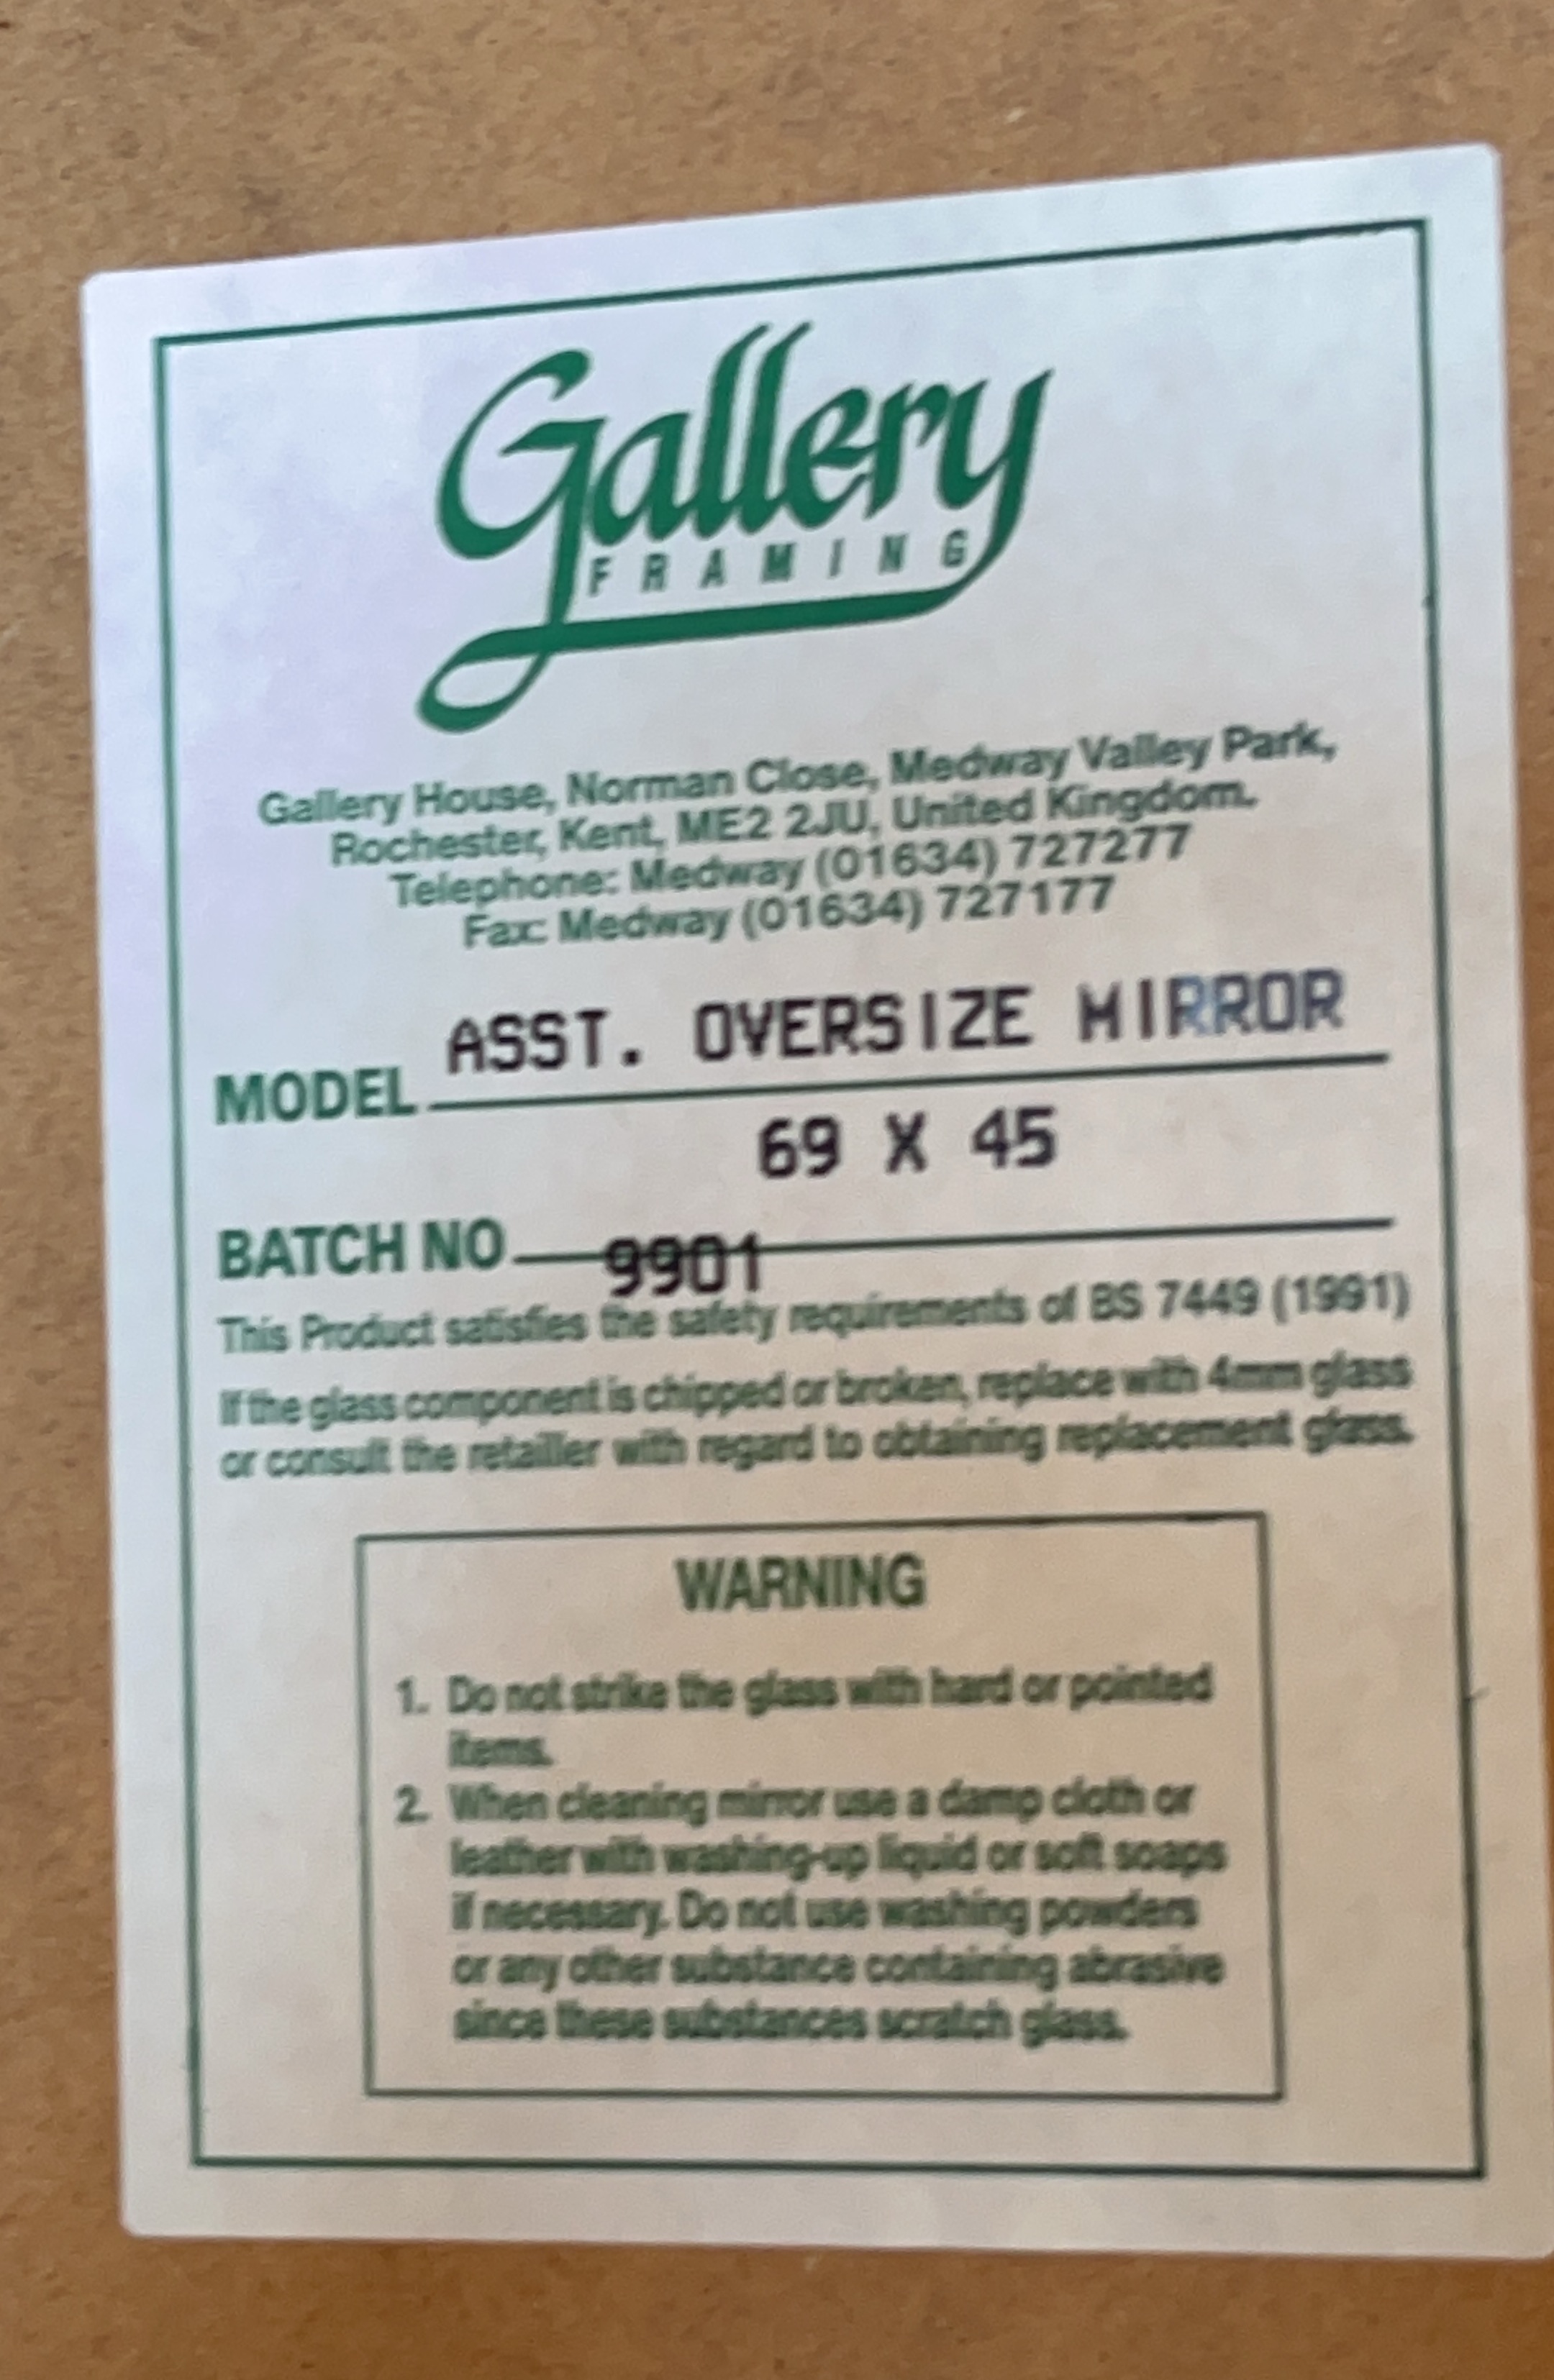 Gallery
FRAMING
Gallery House, Norman Close, Medway Valley Park,
Rochester, Kent, ME2 2JU, United Kingdom.
Telephone: Medway (01634) 727277
Fax: Medway (01634) 727177
MODEL ASST. OVERSIZE MIRROR
69 X 45
BATCH NO 9901
This Product satisfies the safety requirements of BS 7449 (1991)
If the glass component is chipped or broken, replace with 4mm glass
or consult the retailler with regard to obtaining replacement glass.
WARNING
1. Do not strike the glass with hard or pointed
items.
2. When cleaning mirror use a damp cloth or
leather with washing-up liquid or soft soaps
if necessary. Do not use washing powders
or any other substance containing abrasive
since these substances scratch glass.